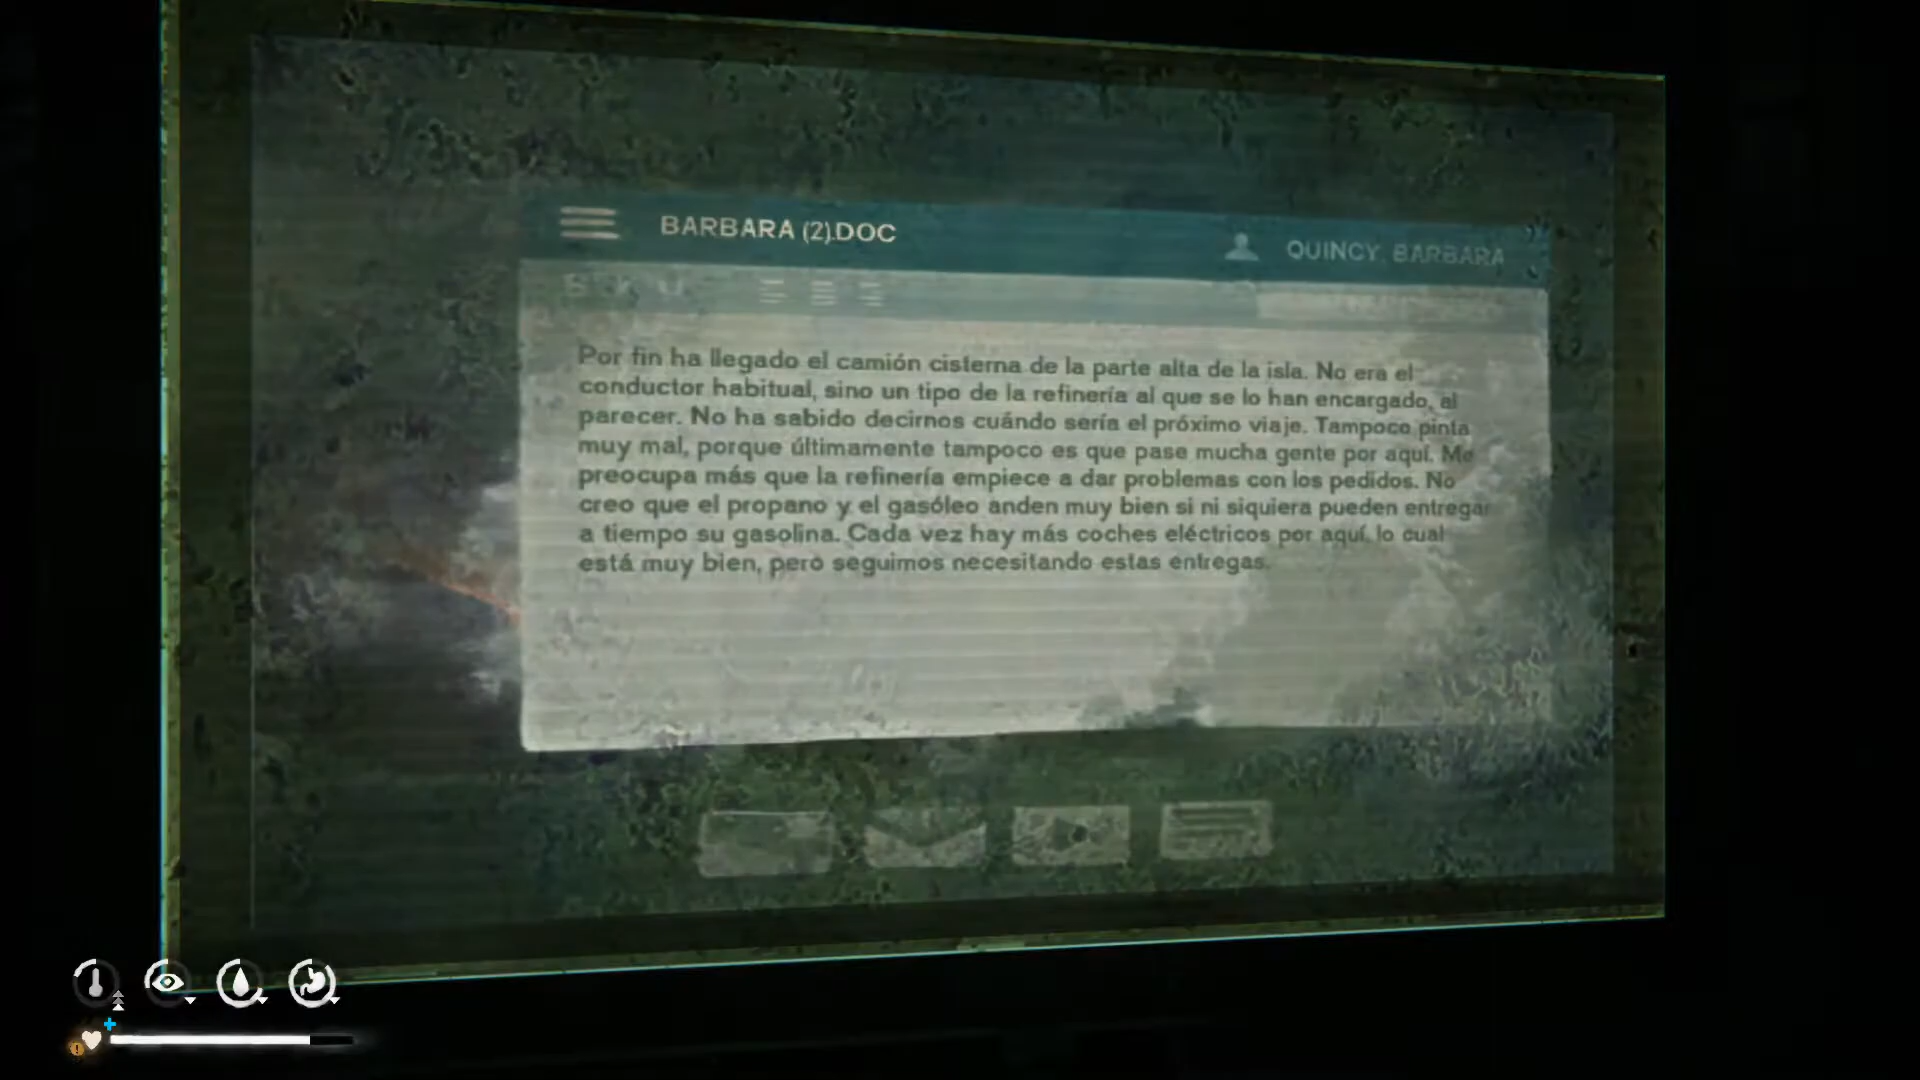 BARBARA (2).DOC
QUINCY, BARBARA
Por fin ha llegado el camión cisterna de la parte alta de la isla. No era el
conductor habitual, sino un tipo de la refinería al que se lo han encargado, al
parecer. No ha sabido decirnos cuándo sería el próximo viaje. Tampoco pinta
muy mal, porque últimamente tampoco es que pase mucha gente por aquí. Me
preocupa más que la refinería empiece a dar problemas con los pedidos. No
creo que el propano y el gasóleo anden muy bien si ni siquiera pueden entregar
a tiempo su gasolina. Cada vez hay más coches eléctricos por aquí, lo cual
está muy bien, pero seguimos necesitando estas entregas.